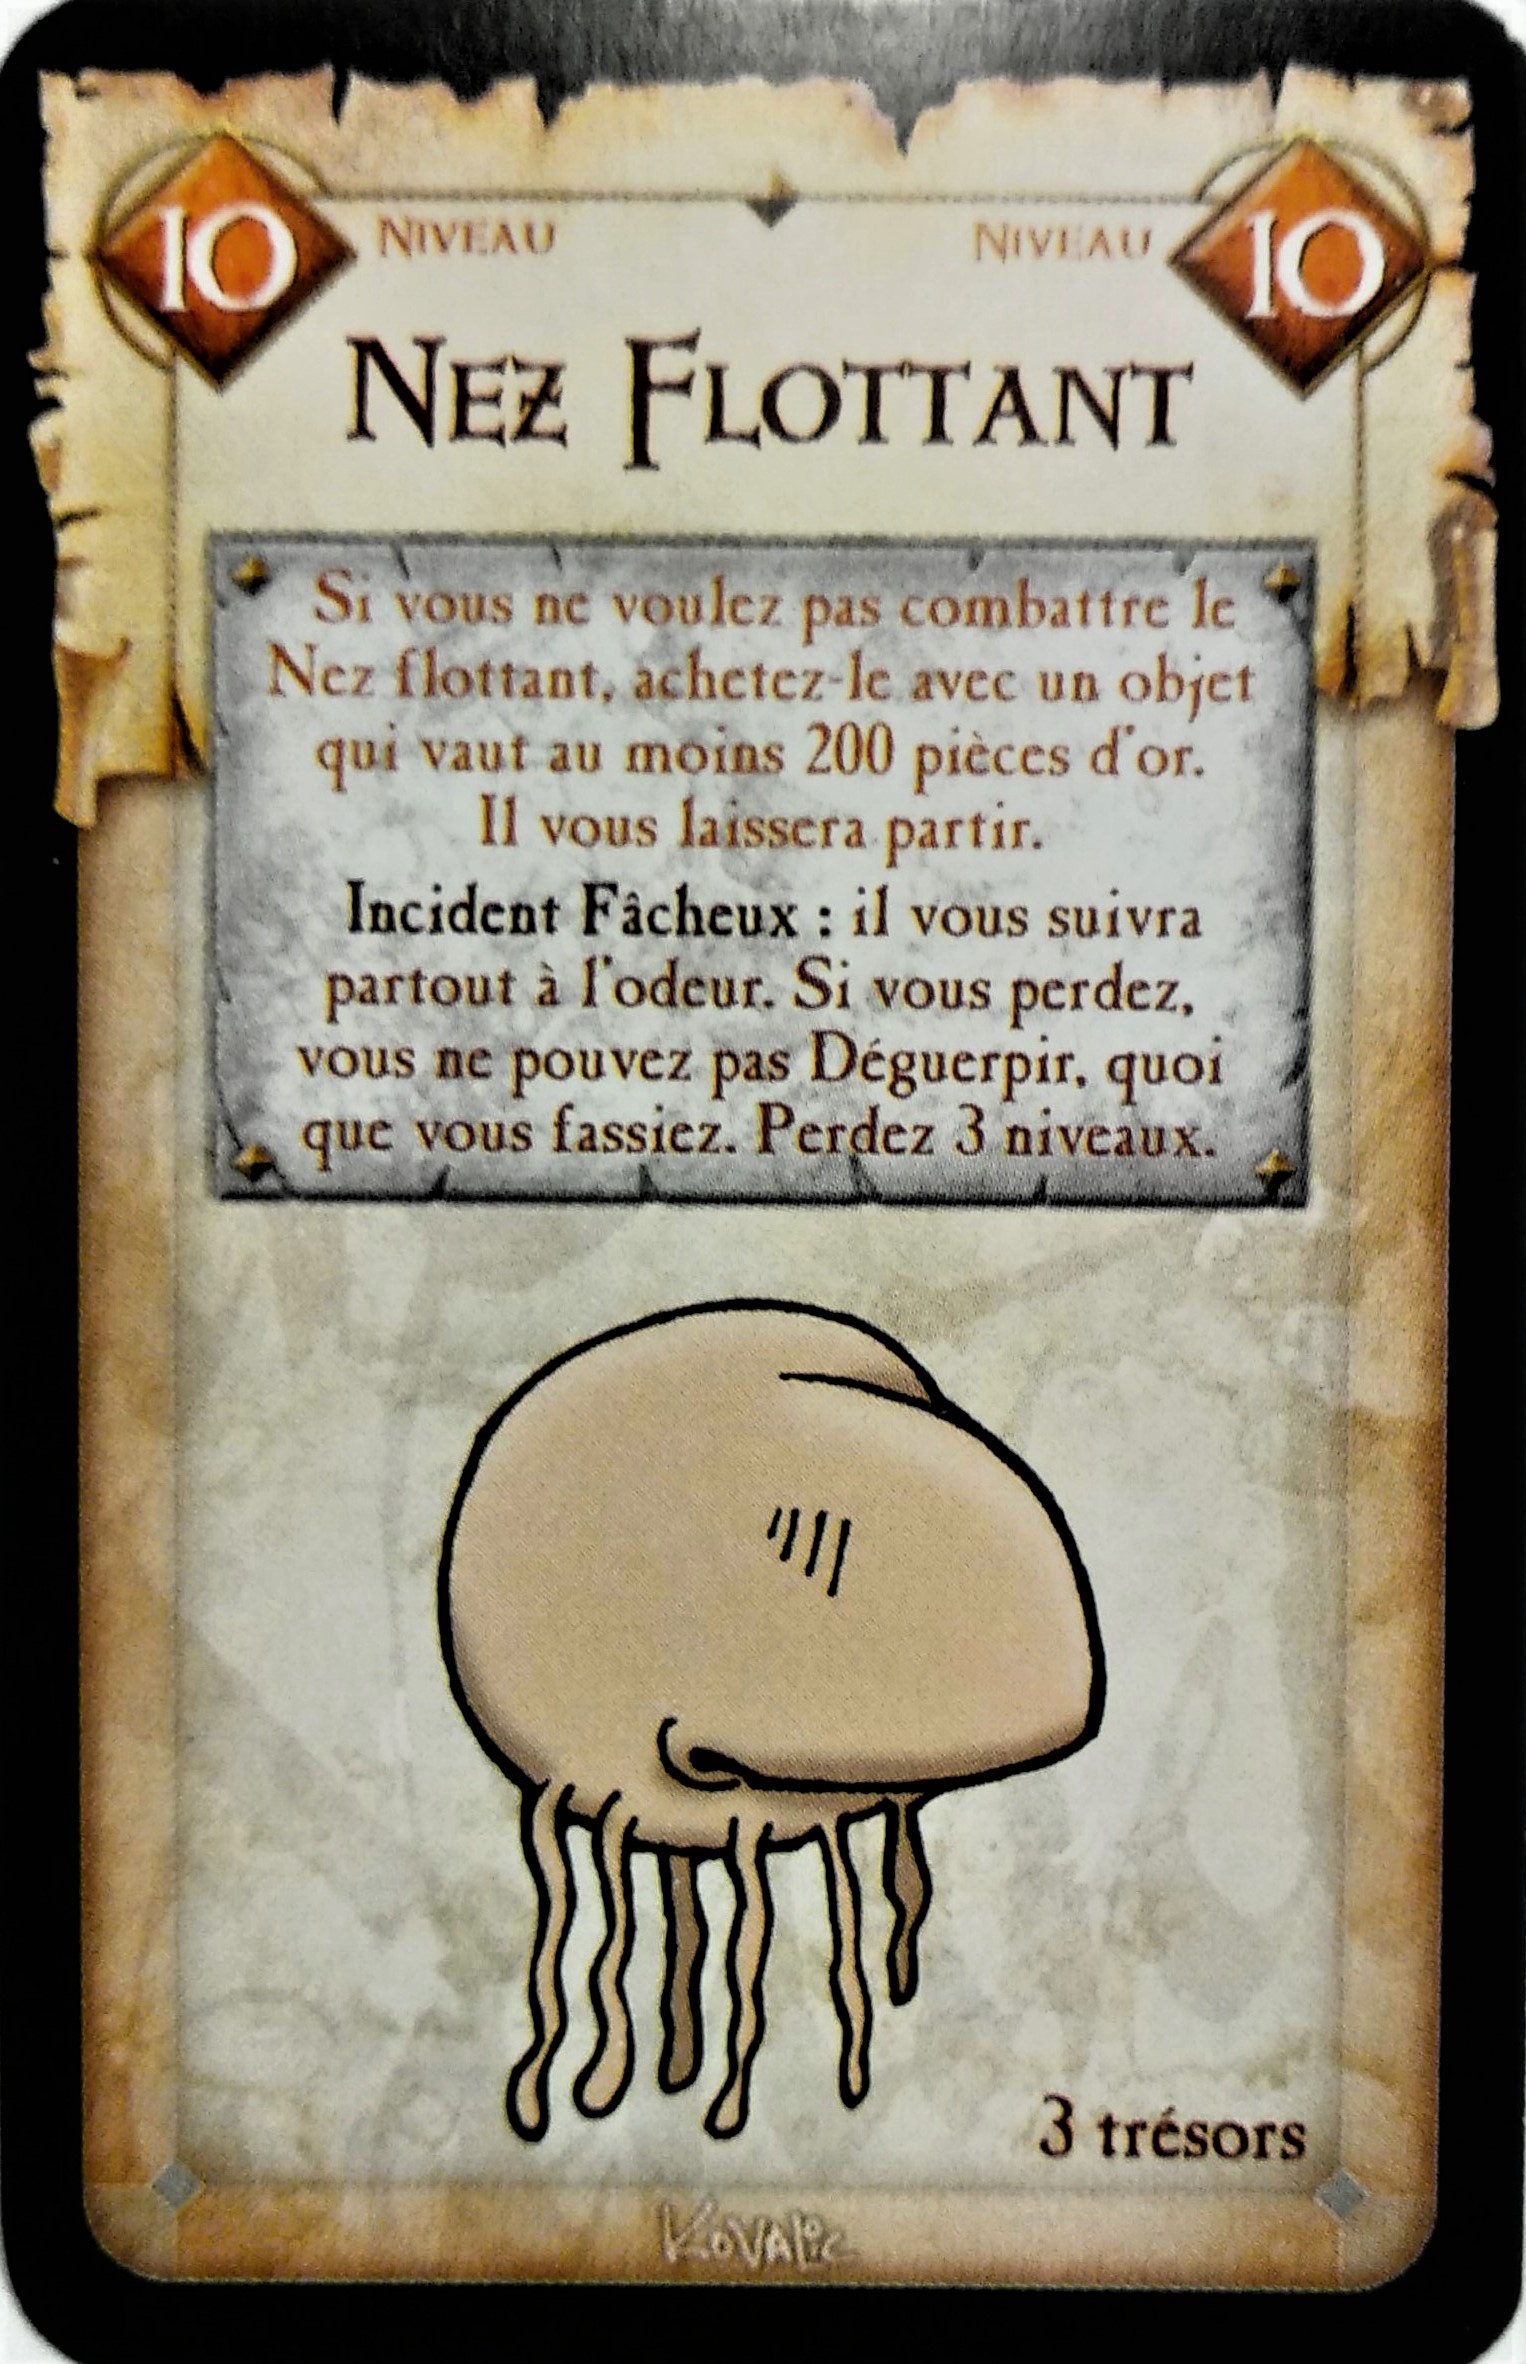 10 Niveau Niveau 10
Nez Flottant
Si vous ne voulez pas combattre le
Nez flottant, achetez-le avec un objet
qui vaut au moins 200 pièces d'or.
Il vous laissera partir.
Incident Fâcheux : il vous suivra
partout à l'odeur. Si vous perdez,
vous ne pouvez pas Déguerpir, quoi
que vous fassiez. Perdez 3 niveaux.
3 trésors
Kovalic